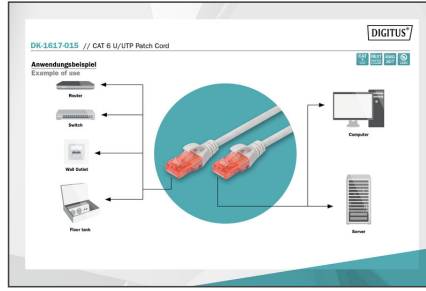 DIGITUS®
DK-1617-015 // CAT 6 U/UTP Patch Cord
Anwendungsbeispiel
Example of use
Router
Switch
Wall Outlet
Floor tank
Computer
Server